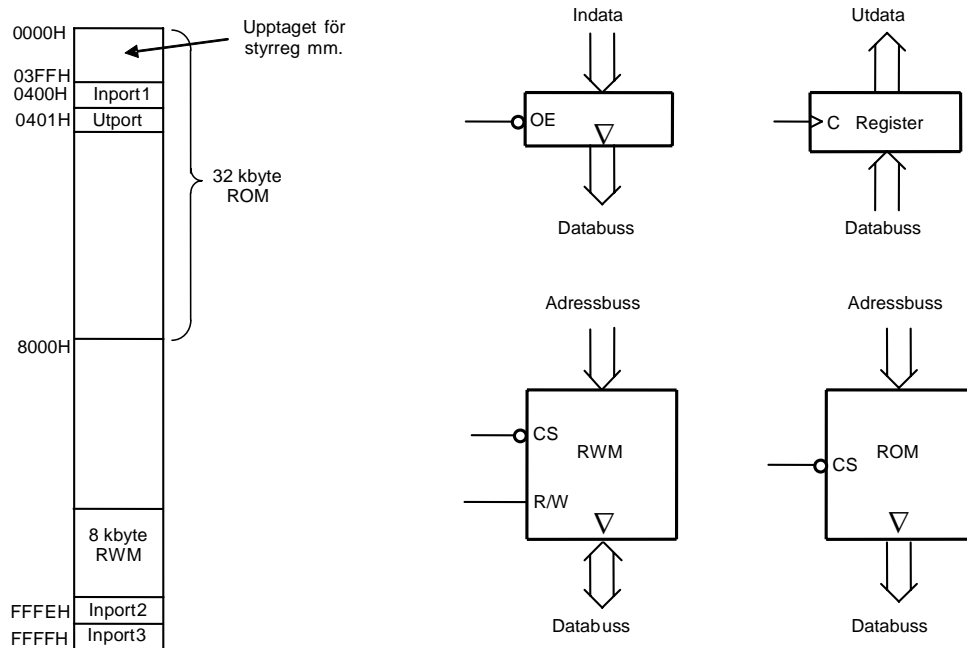 0000H
Upptaget för
styrreg mm.
03FFH
0400H
Inport1
0401H
Utport
32 kbyte
ROM
8000H
8 kbyte
RWM
FFFEH
Inport2
FFFFH
Inport3
Indata
OE
Databuss
Utdata
C Register
Databuss
Adressbuss
CS
RWM
R/W
Databuss
Adressbuss
CS
ROM
Databuss